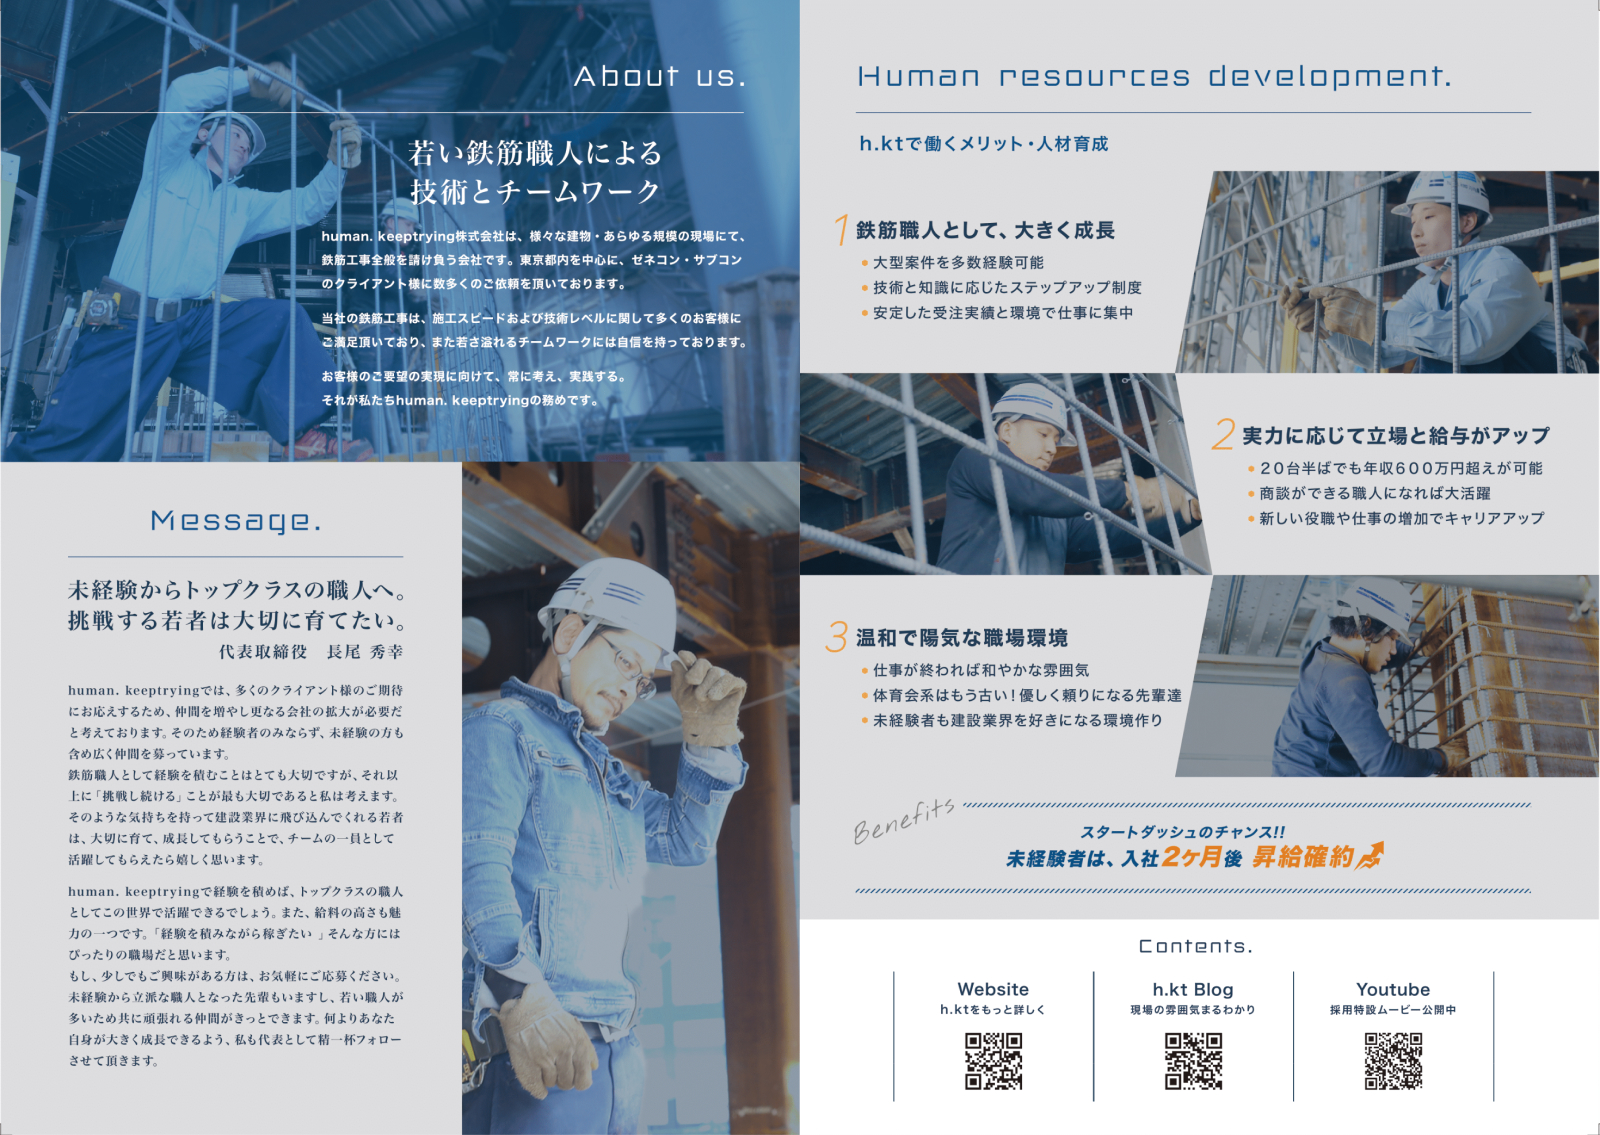 About us.
若い鉄筋職人による
技術とチームワーク
human. keeptrying株式会社は、様々な建物・あらゆる規模の現場にて、
鉄筋工事全般を請け負う会社です。東京都内を中心に、ゼネコン・サブコン
のクライアント様に数多くのご依頼を頂いております。
当社の鉄筋工事は、施工スピードおよび技術レベルに関して多くのお客様に
ご満足頂いており、また若さ溢れるチームワークには自信を持っております。
お客様のご要望の実現に向けて、常に考え、実践する。
それが私たちhuman. keeptryingの務めです。
Message.
未経験からトップクラスの職人へ。
挑戦する若者は大切に育てたい。
代表取締役　長尾 秀幸
human. keeptryingでは、多くのクライアント様のご期待
にお応えするため、仲間を増やし更なる会社の拡大が必要だ
と考えております。そのため経験者のみならず、未経験の方も
含め広く仲間を募っています。
鉄筋職人として経験を積むことはとても大切ですが、それ以
上に「挑戦し続ける」ことが最も大切であると私は考えます。
そのような気持ちを持って建設業界に飛び込んでくれる若者
は、大切に育て、成長してもらうことで、チームの一員として
活躍してもらえたら嬉しく思います。
human. keeptryingで経験を積めば、トップクラスの職人
としてこの世界で活躍できるでしょう。また、給料の高さも魅
力の一つです。「経験を積みながら稼ぎたい 」そんな方には
ぴったりの職場だと思います。
もし、少しでもご興味がある方は、お気軽にご応募ください。
未経験から立派な職人となった先輩もいますし、若い職人が
多いため共に頑張れる仲間がきっとできます。何よりあなた
自身が大きく成長できるよう、私も代表として精一杯フォロー
させて頂きます。
Human resources development.
h.ktで働くメリット・人材育成
1 鉄筋職人として、大きく成長
● 大型案件を多数経験可能
● 技術と知識に応じたステップアップ制度
● 安定した受注実績と環境で仕事に集中
2 実力に応じて立場と給与がアップ
● 20台半ばでも年収600万円超えが可能
● 商談ができる職人になれば大活躍
● 新しい役職や仕事の増加でキャリアアップ
3 温和で陽気な職場環境
● 仕事が終われば和やかな雰囲気
● 体育会系はもう古い！優しく頼りになる先輩達
● 未経験者も建設業界を好きになる環境作り
Benefits
スタートダッシュのチャンス!!
未経験者は、入社2ケ月後 昇給確約
Contents.
Website
h.ktをもっと詳しく
h.kt Blog
現場の雰囲気まるわかり
Youtube
採用特設ムービー公開中